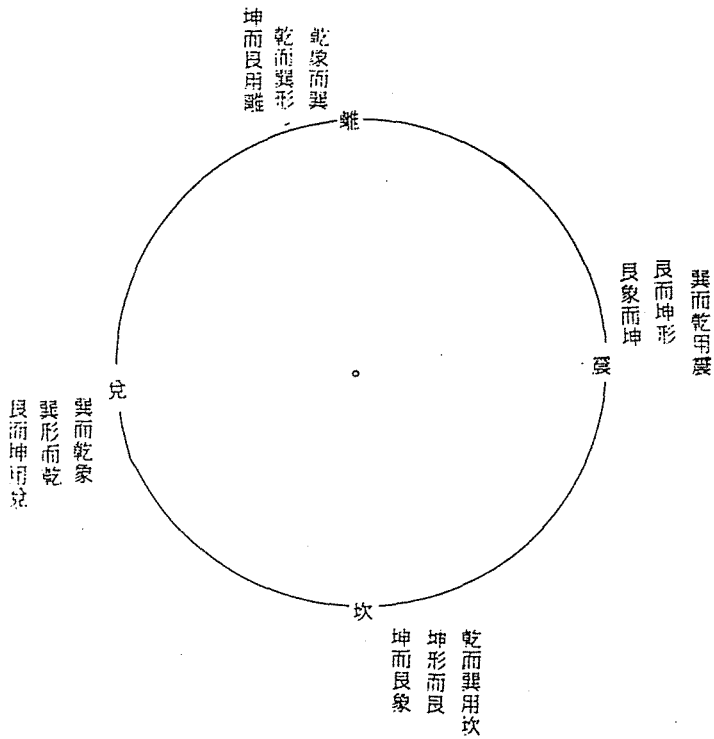 乾象而巽
乾而巽形
坤而艮用離
離
巽而乾用震
艮而坤形
艮象而坤
震
兌
巽而乾象
巽形而乾
艮而坤用兌
坎
乾而巽用坎
坤形而艮
坤而艮象